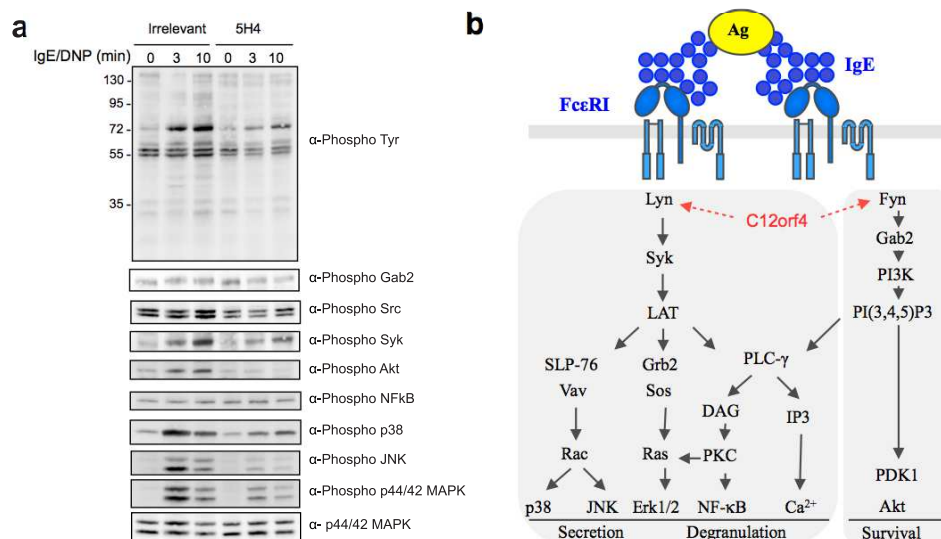 a
Irrelevant 5H4
IgE/DNP (min) 0 3 10 0 3 10
130
95
72
55
35
α-Phospho Tyr
α-Phospho Gab2
α-Phospho Src
α-Phospho Syk
α-Phospho Akt
α-Phospho NFkB
α-Phospho p38
α-Phospho JNK
α-Phospho p44/42 MAPK
α- p44/42 MAPK
b
Ag
IgE
FcεRI
Lyn Fyn
C12orf4
Gab2
Syk
PI3K
LAT PI(3,4,5)P3
SLP-76 Grb2 PLC-γ
Vav Sos
DAG IP3
Rac Ras PKC
PDK1
p38 JNK Erk1/2 NF-κB Ca²⁺ Akt
Secretion Degranulation Survival